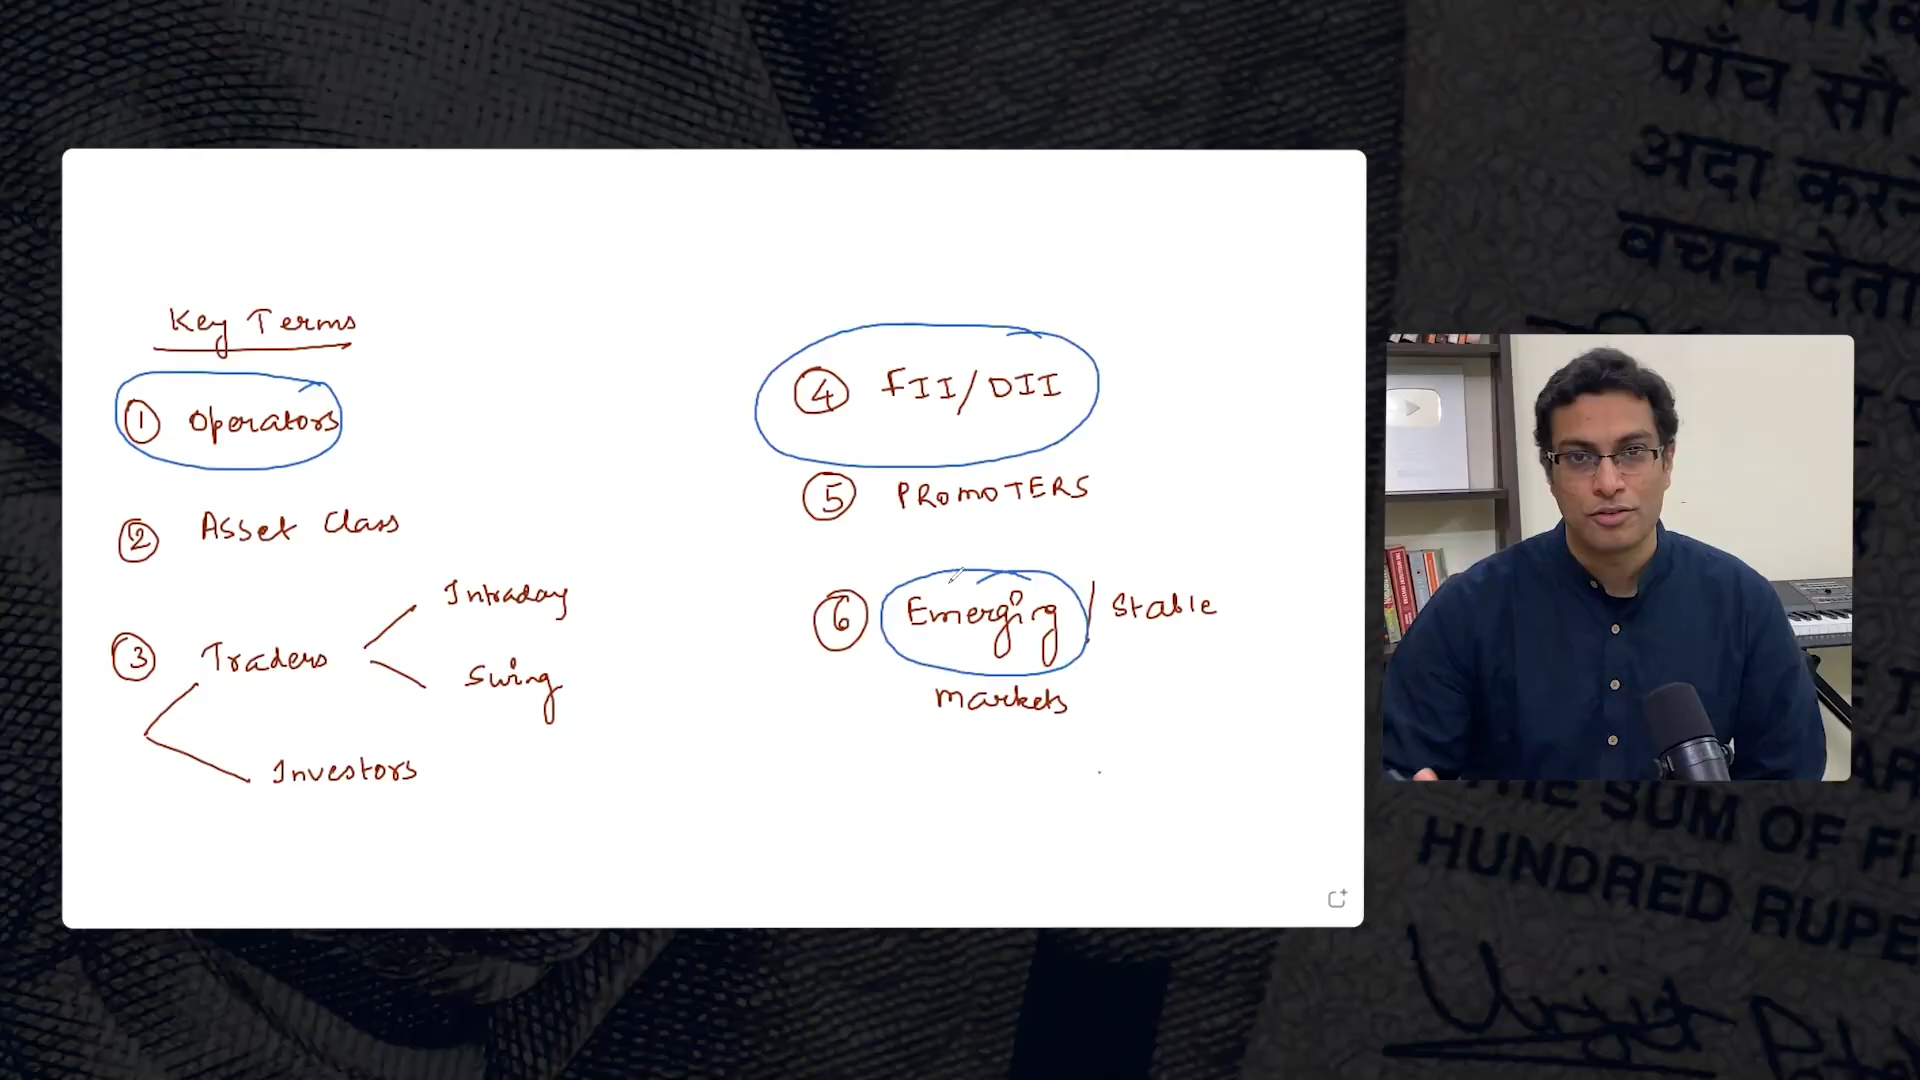 Key Terms
① Operators
② Asset Class
③ Traders
Intraday
Swing
Investors
④ FII/DII
⑤ PROMOTERS
⑥ Emerging / Stable
markets
पाँच सौ
अदा करने
वचन देता
THE SUM OF FI
HUNDRED RUPE